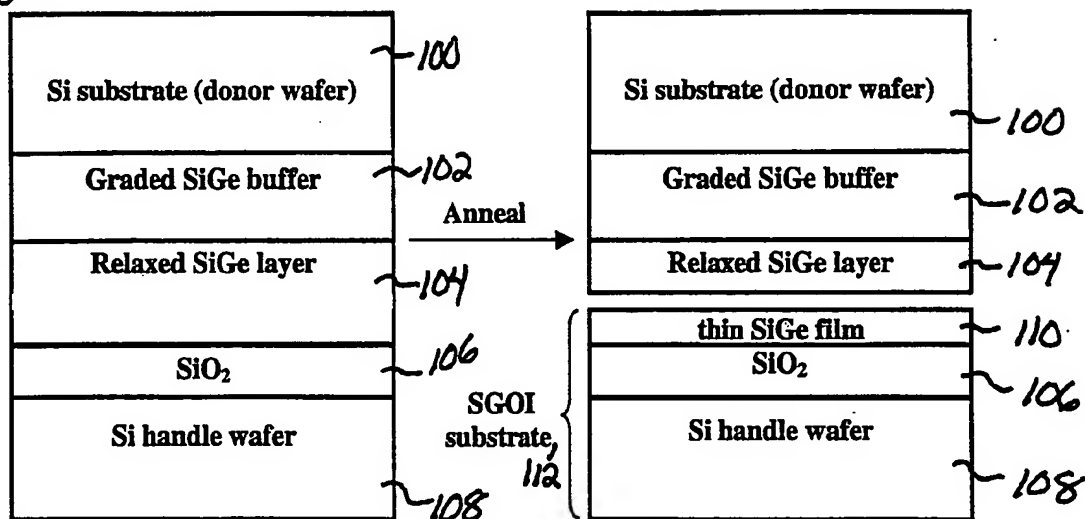 Si substrate (donor wafer)
100
Graded SiGe buffer
102
Relaxed SiGe layer
104
SiO2
106
Si handle wafer
108
Anneal
Si substrate (donor wafer)
100
Graded SiGe buffer
102
Relaxed SiGe layer
104
thin SiGe film
110
SiO2
106
SGOI
substrate,
112
Si handle wafer
108